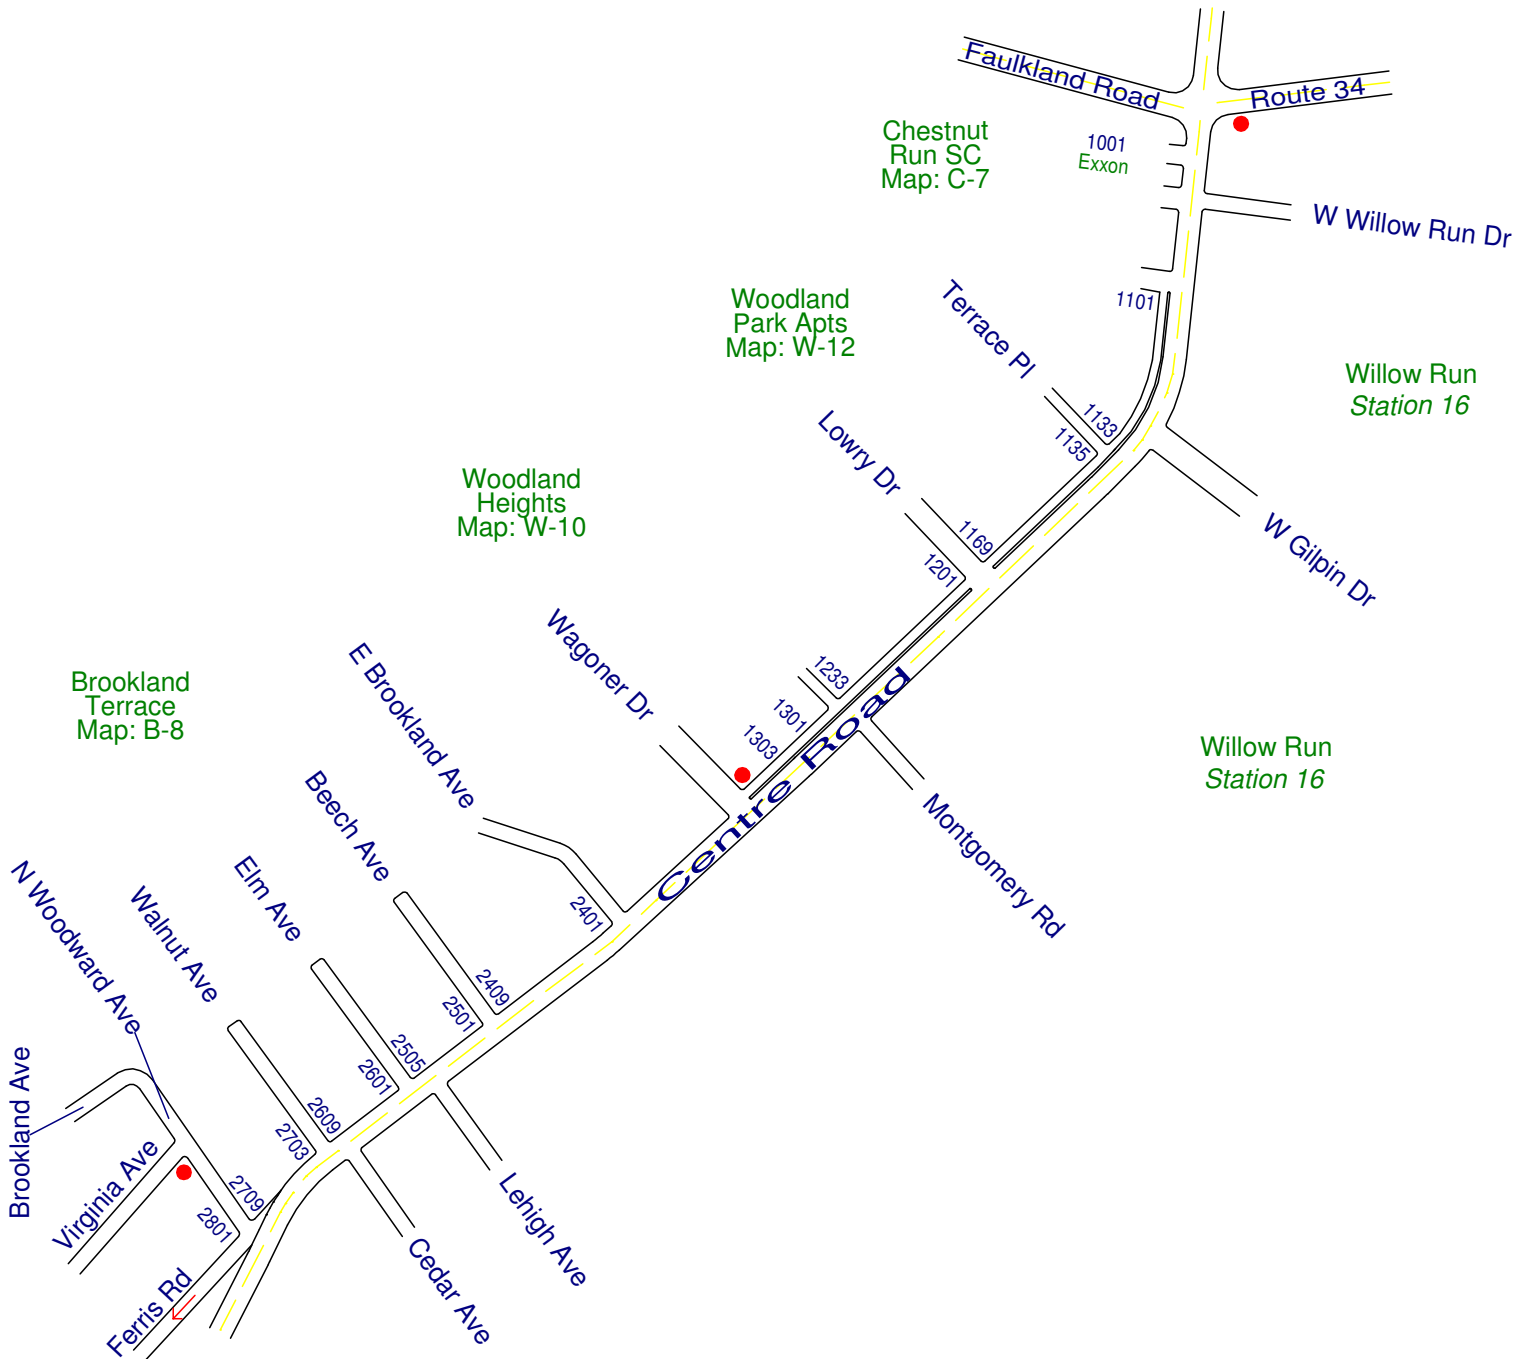 Faulkland Road
Route 34
Chestnut
Run SC
Map: C-7
1001
Exxon
W Willow Run Dr
Woodland
Park Apts
Map: W-12
Terrace Pl
1101
Willow Run
Station 16
1133
1135
Lowry Dr
Woodland
Heights
Map: W-10
1169
1201
W Gilpin Dr
Wagoner Dr
E Brookland Ave
Brookland
Terrace
Map: B-8
1233
1301
1303
Centre Road
Willow Run
Station 16
Montgomery Rd
Beech Ave
2401
Elm Ave
Walnut Ave
N Woodward Ave
2409
2501
2505
2601
2609
2703
Brookland Ave
Virginia Ave
2709
2801
Lehigh Ave
Cedar Ave
Ferris Rd